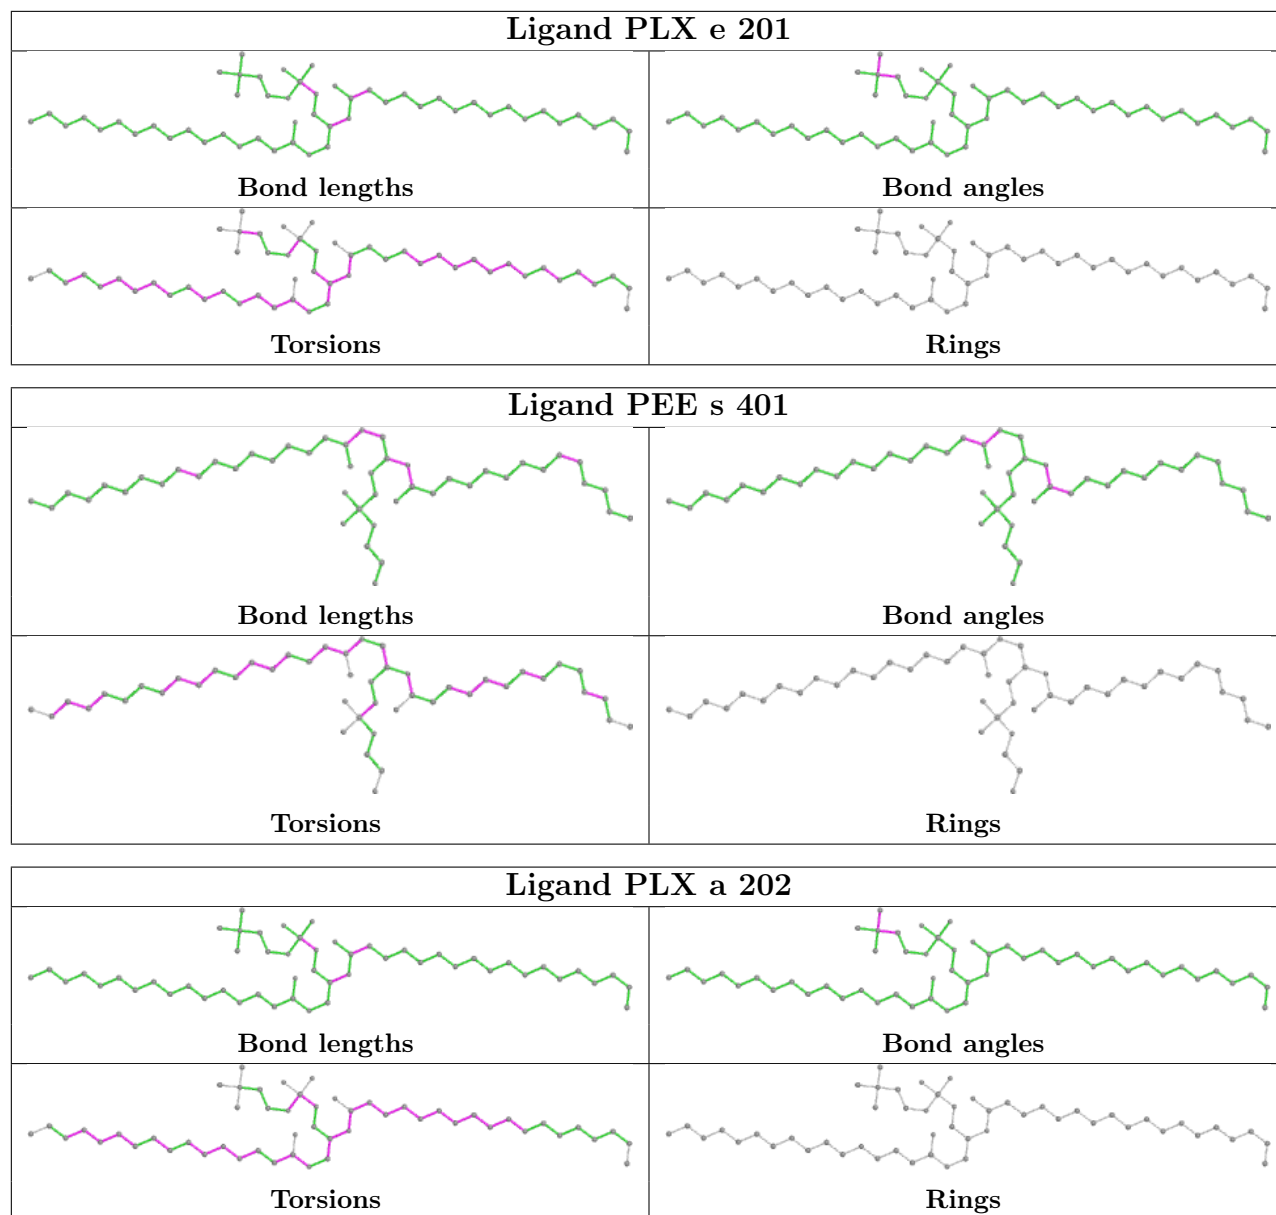 Ligand PLX e 201
Bond lengths
Bond angles
Torsions
Rings
Ligand PEE s 401
Bond lengths
Bond angles
Torsions
Rings
Ligand PLX a 202
Bond lengths
Bond angles
Torsions
Rings